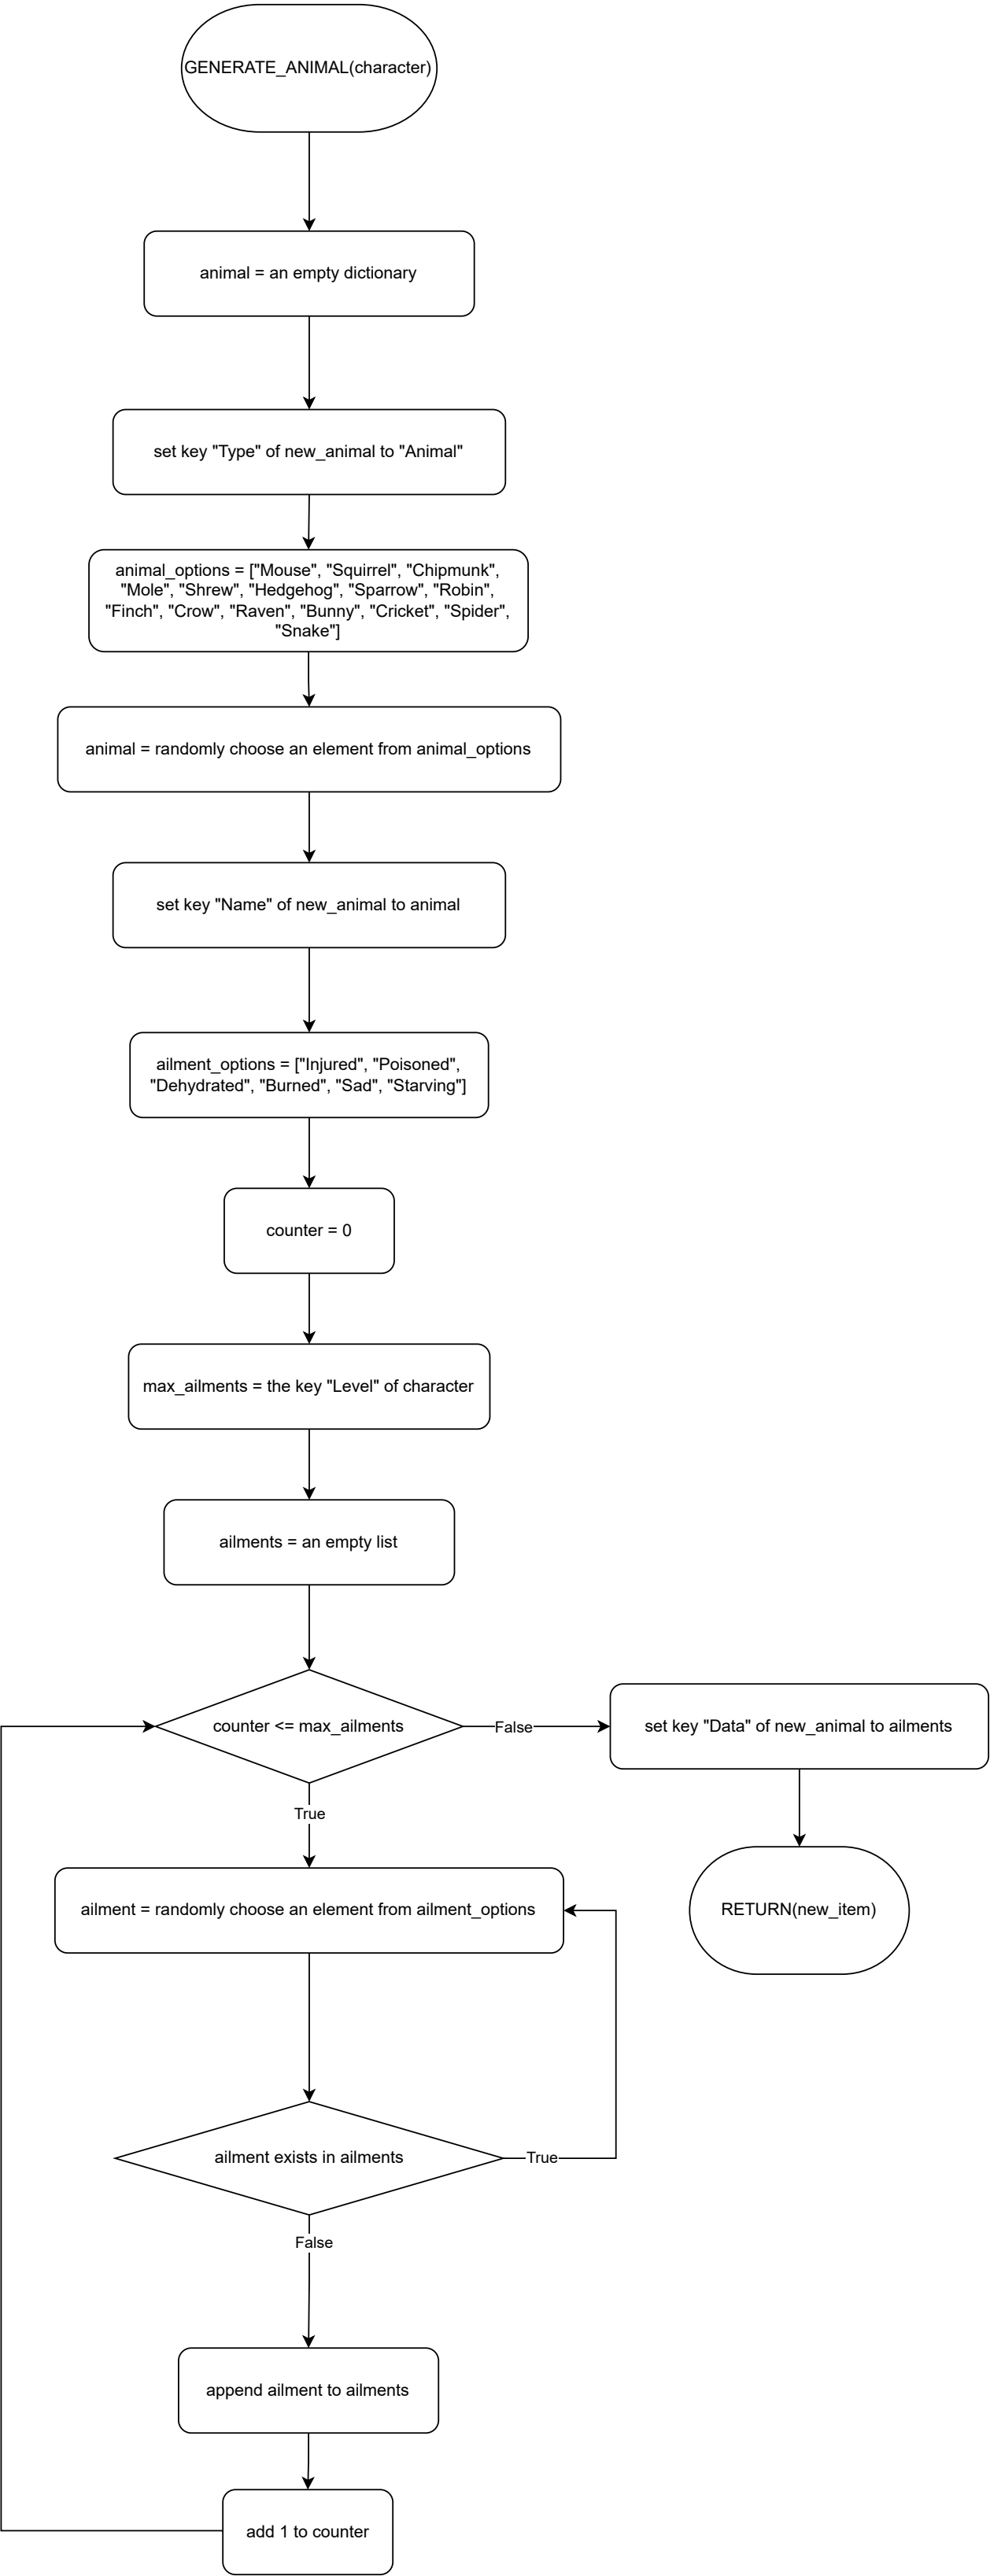 GENERATE_ANIMAL(character)
animal = an empty dictionary
set key "Type" of new_animal to "Animal"
animal_options = ["Mouse", "Squirrel", "Chipmunk",
"Mole", "Shrew", "Hedgehog", "Sparrow", "Robin",
"Finch", "Crow", "Raven", "Bunny", "Cricket", "Spider",
"Snake"]
animal = randomly choose an element from animal_options
set key "Name" of new_animal to animal
ailment_options = ["Injured", "Poisoned",
"Dehydrated", "Burned", "Sad", "Starving"]
counter = 0
max_ailments = the key "Level" of character
ailments = an empty list
counter <= max_ailments
False
set key "Data" of new_animal to ailments
True
ailment = randomly choose an element from ailment_options
RETURN(new_item)
ailment exists in ailments
True
False
append ailment to ailments
add 1 to counter